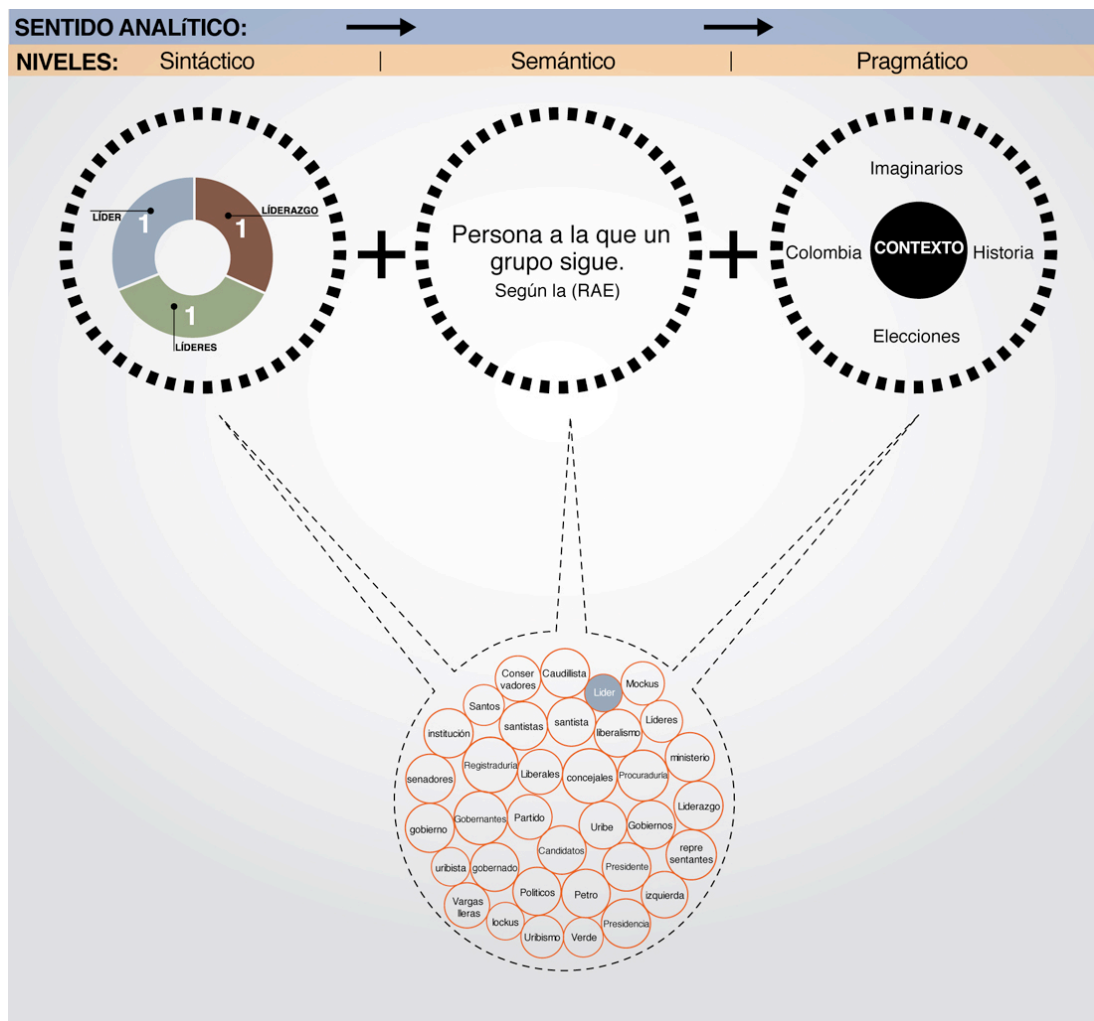 SENTIDO ANALíTICO:
NIVELES: Sintáctico | Semántico | Pragmático
LÍDER
1
LÍDERAZGO
1
1
LÍDERES
+
Persona a la que un
grupo sigue.
Según la (RAE)
+
Imaginarios
Colombia
CONTEXTO
Historia
Elecciones
Conser
vadores
Caudillista
Lider
Mockus
Santos
santistas
santista
liberalismo
Lideres
institución
Registraduría
Liberales
concejales
Procuraduría
ministerio
senadores
Liderazgo
gobierno
Gobernantes
Partido
Uribe
Gobiernos
Candidatos
repre
sentantes
uribista
gobernado
Presidente
Politicos
Petro
izquierda
Vargas
lleras
lockus
Uribismo
Verde
Presidencia